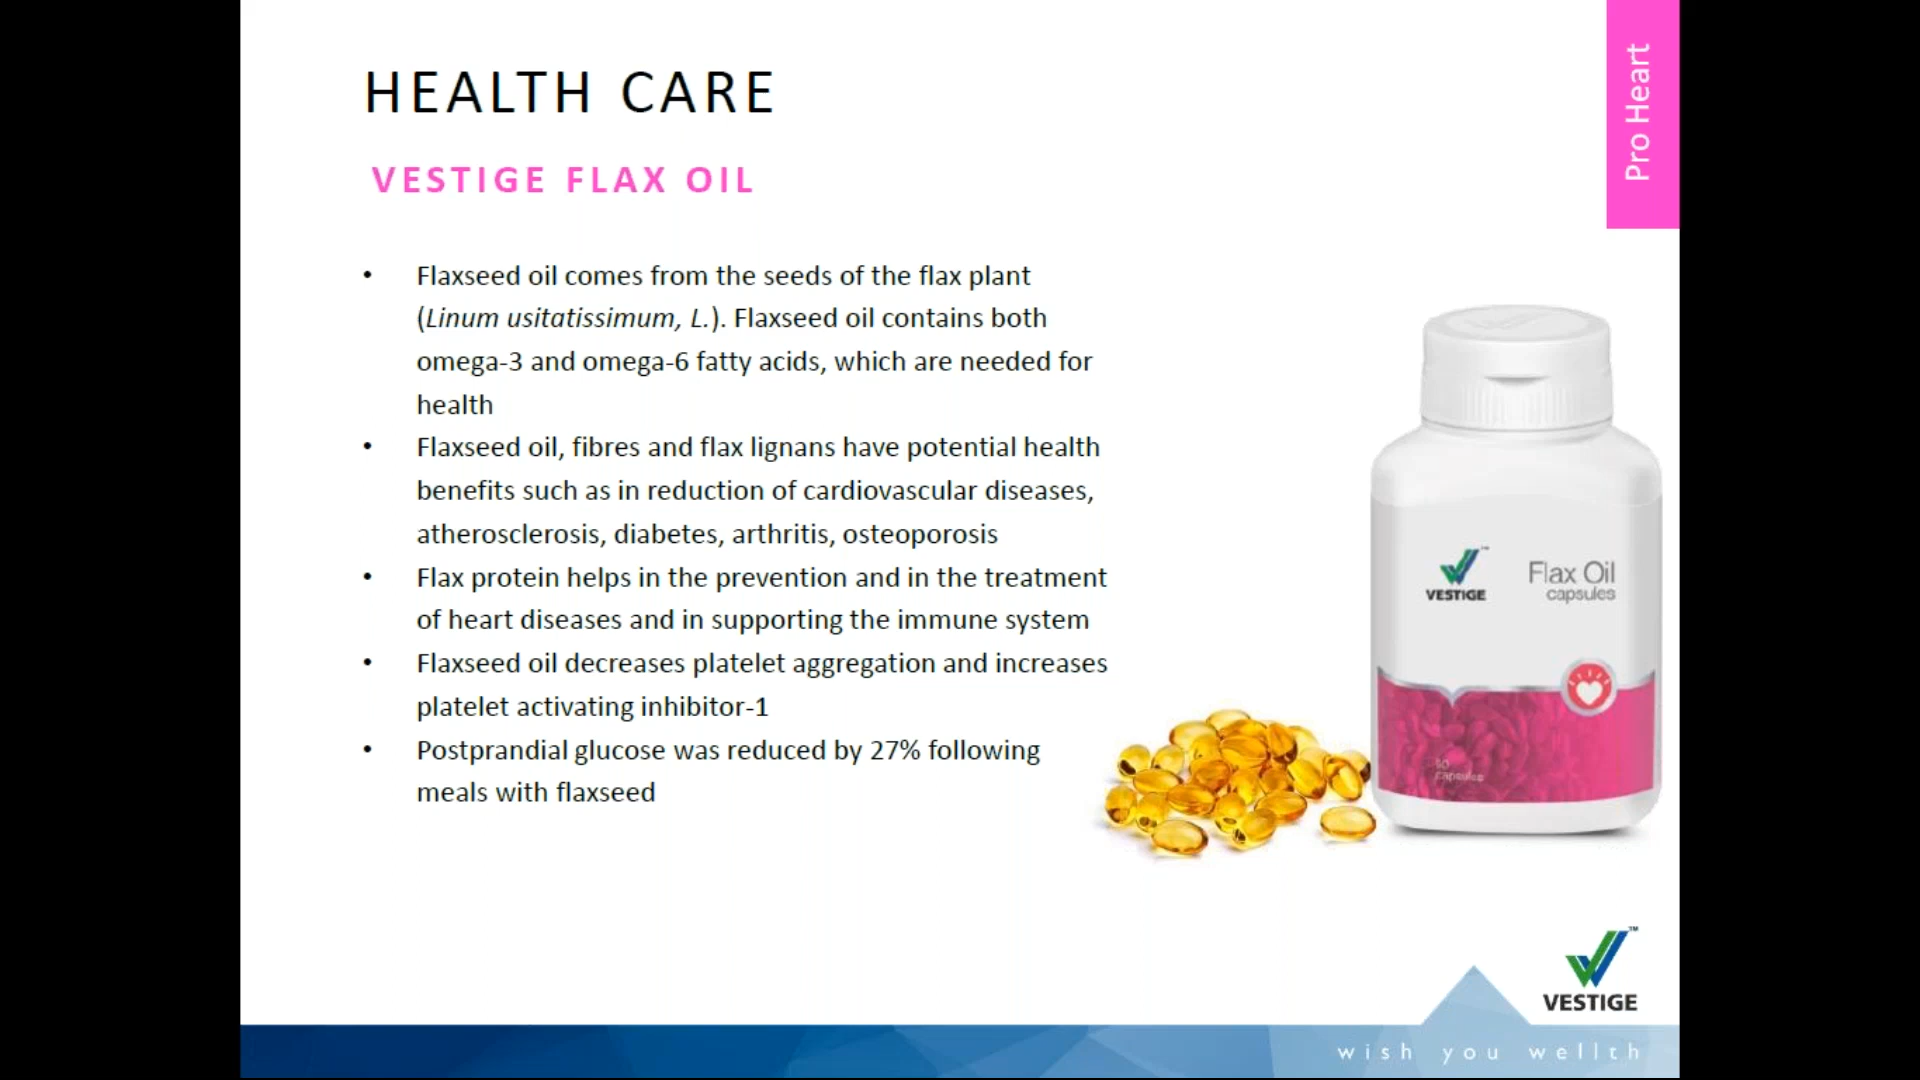 HEALTH CARE
Pro Heart
VESTIGE FLAX OIL
• Flaxseed oil comes from the seeds of the flax plant
(Linum usitatissimum, L.). Flaxseed oil contains both
omega-3 and omega-6 fatty acids, which are needed for
health
• Flaxseed oil, fibres and flax lignans have potential health
benefits such as in reduction of cardiovascular diseases,
atherosclerosis, diabetes, arthritis, osteoporosis
• Flax protein helps in the prevention and in the treatment
of heart diseases and in supporting the immune system
• Flaxseed oil decreases platelet aggregation and increases
platelet activating inhibitor-1
• Postprandial glucose was reduced by 27% following
meals with flaxseed
VESTIGE
Flax Oil
capsules
capsules
VESTIGE
TM
wish you wellth